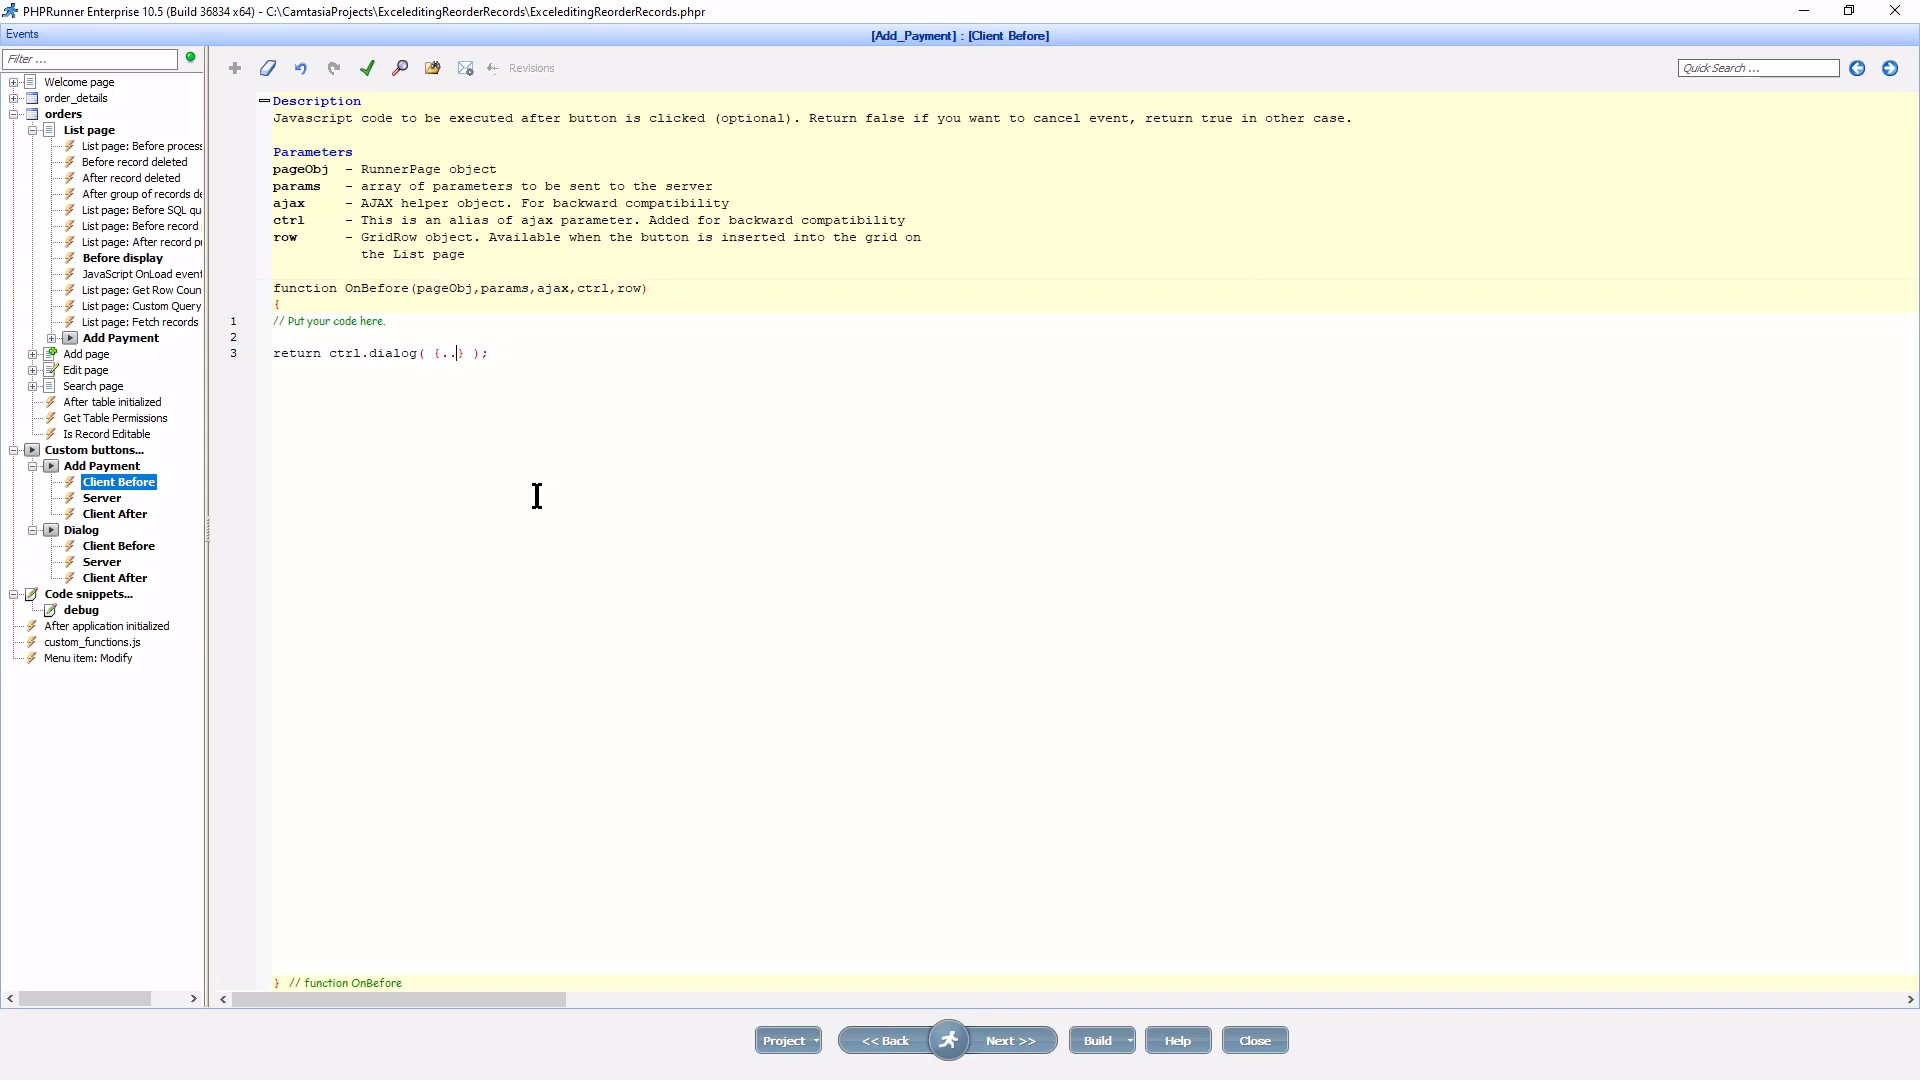 PHPRunner Enterprise 10.5 (Build 36834 x64) - C:\CamtasiaProjects\ExceleditingReorderRecords\ExceleditingReorderRecords.phpr
Events
[Add_Payment] : [Client Before]
Filter ...
Revisions
Quick Search ...
Welcome page
order_details
orders
List page
List page: Before process
Before record deleted
After record deleted
After group of records de
List page: Before SQL qu
List page: Before record
List page: After record pr
Before display
JavaScript OnLoad event
List page: Get Row Coun
List page: Custom Query
List page: Fetch records
Add Payment
Add page
Edit page
Search page
After table initialized
Get Table Permissions
Is Record Editable
Custom buttons...
Add Payment
Client Before
Server
Client After
Dialog
Client Before
Server
Client After
Code snippets...
debug
After application initialized
custom_functions.js
Menu item: Modify
Description
Javascript code to be executed after button is clicked (optional). Return false if you want to cancel event, return true in other case.
Parameters
pageObj - RunnerPage object
params - array of parameters to be sent to the server
ajax - AJAX helper object. For backward compatibility
ctrl - This is an alias of ajax parameter. Added for backward compatibility
row - GridRow object. Available when the button is inserted into the grid on
the List page
function OnBefore(pageObj,params,ajax,ctrl,row)
{
1 // Put your code here.
2
3 return ctrl.dialog( {..} );
} // function OnBefore
Project
<< Back
Next >>
Build
Help
Close